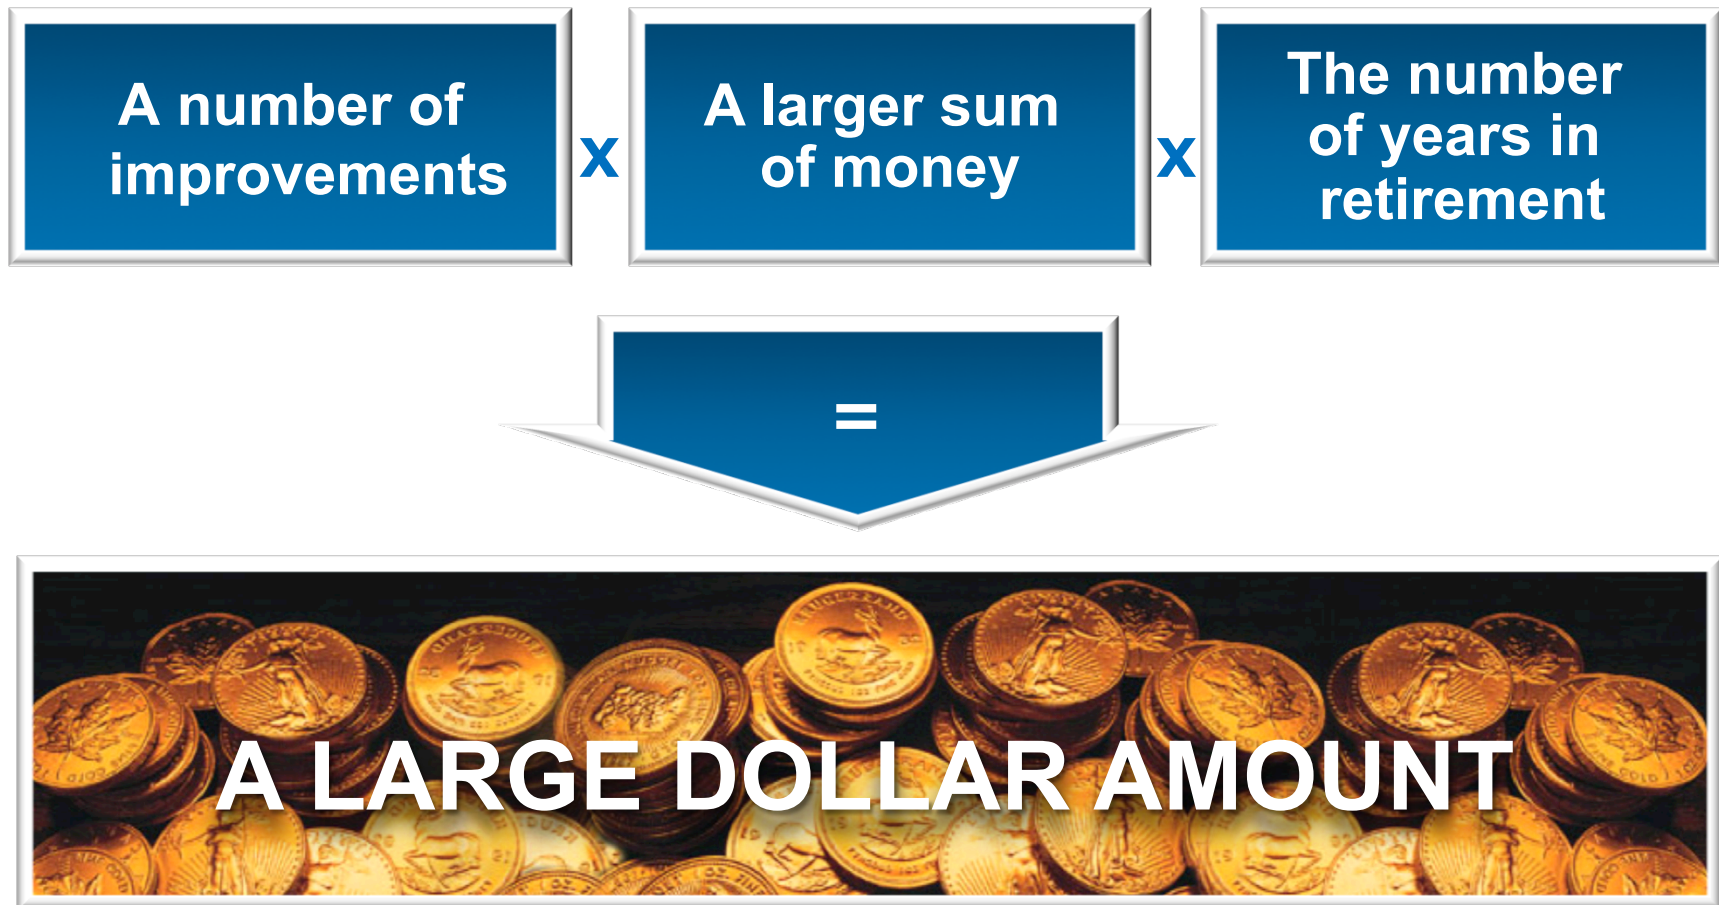 A number of
improvements
x
A larger sum
of money
x
The number
of years in
retirement
=
A LARGE DOLLAR AMOUNT